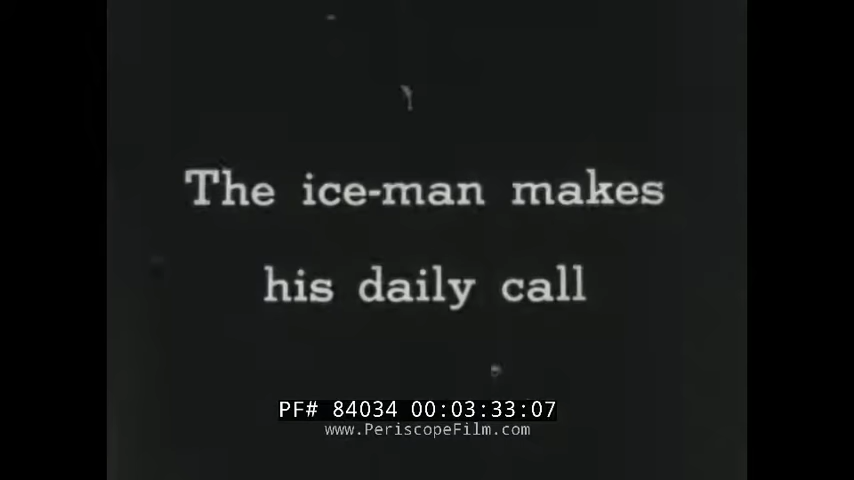 The ice-man makes
his daily call
PF# 84034 00:03:33:07
www.PeriscopeFilm.com